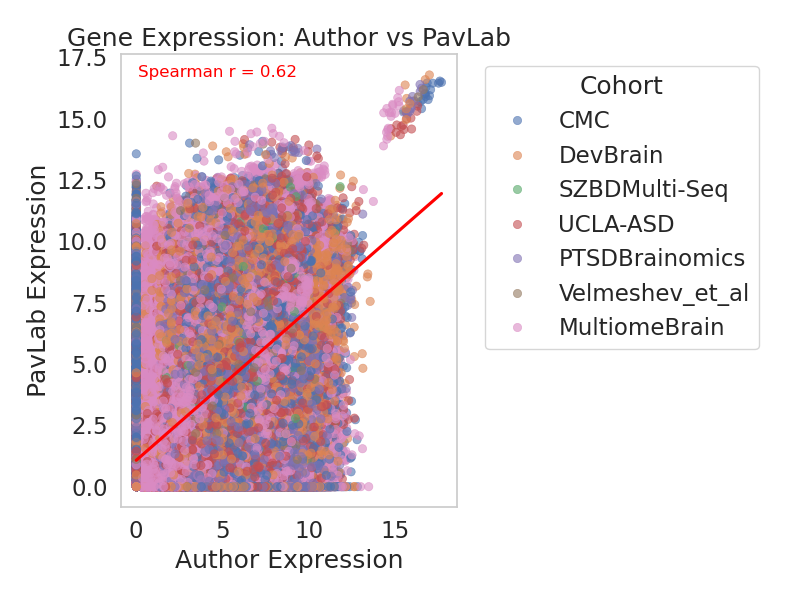 Gene Expression: Author vs PavLab
Spearman r = 0.62
17.5
15.0
12.5
10.0
7.5
5.0
2.5
0.0
PavLab Expression
0 5 10 15
Author Expression
Cohort
CMC
DevBrain
SZBDMulti-Seq
UCLA-ASD
PTSDBrainomics
Velmeshev_et_al
MultiomeBrain